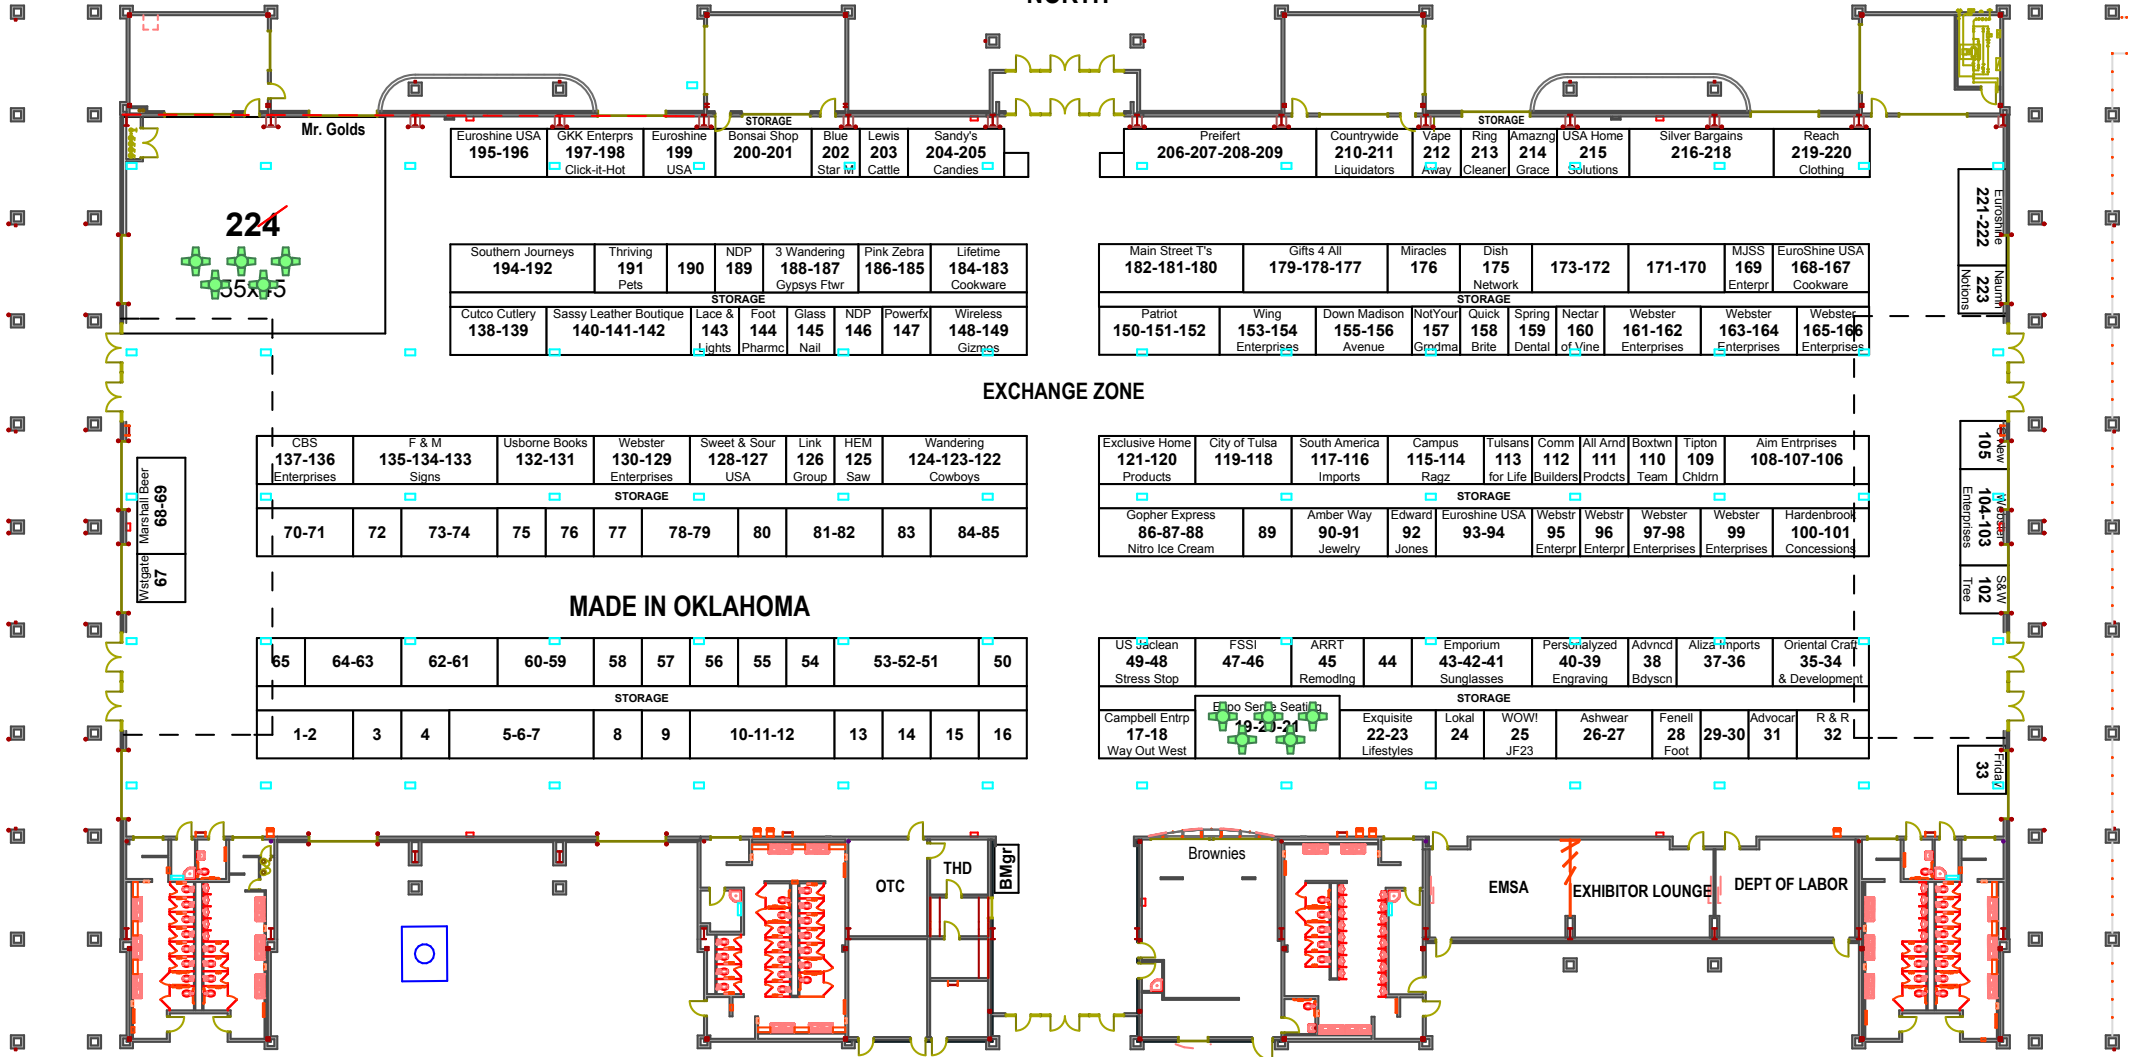 NORTH
Mr. Golds
STORAGE
STORAGE
Euroshine USA
195-196
GKK Enterprs
197-198
Click-it-Hot
Euroshine
199
USA
Bonsai Shop
200-201
Blue
202
Star M
Lewis
203
Cattle
Sandy's
204-205
Candies
Preifert
206-207-208-209
Countrywide
210-211
Liquidators
Vape
212
Away
Ring
213
Cleaner
Amazng
214
Grace
USA Home
215
Solutions
Silver Bargains
216-218
Reach
219-220
Clothing
224
55x45
Euroshine
221-222
Naumi
223
Notions
Southern Journeys
194-192
Thriving
191
Pets
190
NDP
189
3 Wandering
188-187
Gypsys Ftwr
Pink Zebra
186-185
Lifetime
184-183
Cookware
Main Street T's
182-181-180
Gifts 4 All
179-178-177
Miracles
176
Dish
175
Network
173-172
171-170
MJSS
169
Enterpr
EuroShine USA
168-167
Cookware
STORAGE
STORAGE
Cutco Cutlery
138-139
Sassy Leather Boutique
140-141-142
Lace &
143
Lights
Foot
144
Pharmc
Glass
145
Nail
NDP
146
Powerfx
147
Wireless
148-149
Gizmos
Patriot
150-151-152
Wing
153-154
Enterprises
Down Madison
155-156
Avenue
NotYour
157
Grndma
Quick
158
Brite
Spring
159
Dental
Nectar
160
of Vine
Webster
161-162
Enterprises
Webster
163-164
Enterprises
Webster
165-166
Enterprises
EXCHANGE ZONE
CBS
137-136
Enterprises
F & M
135-134-133
Signs
Usborne Books
132-131
Webster
130-129
Enterprises
Sweet & Sour
128-127
USA
Link
126
Group
HEM
125
Saw
Wandering
124-123-122
Cowboys
Exclusive Home
121-120
Products
City of Tulsa
119-118
South America
117-116
Imports
Campus
115-114
Ragz
Tulsans
113
for Life
Comm
112
Builders
All Arnd
111
Prodcts
Boxtwn
110
Team
Tipton
109
Chldrn
Aim Entrprises
108-107-106
New
105
Webster
104-103
Enterprises
S&W
102
Tree
Marshall Beer
68-69
Wstgate
67
STORAGE
STORAGE
70-71
72
73-74
75
76
77
78-79
80
81-82
83
84-85
Gopher Express
86-87-88
Nitro Ice Cream
89
Amber Way
90-91
Jewelry
Edward
92
Jones
Euroshine USA
93-94
Webstr
95
Enterpr
Webstr
96
Enterpr
Webster
97-98
Enterprises
Webster
99
Enterprises
Hardenbrook
100-101
Concessions
MADE IN OKLAHOMA
65
64-63
62-61
60-59
58
57
56
55
54
53-52-51
50
US Jaclean
49-48
Stress Stop
FSSI
47-46
ARRT
45
Remodlng
44
Emporium
43-42-41
Sunglasses
Personalyzed
40-39
Engraving
Advncd
38
Bdyscn
Aliza Imports
37-36
Oriental Craft
35-34
& Development
STORAGE
STORAGE
1-2
3
4
5-6-7
8
9
10-11-12
13
14
15
16
Campbell Entrp
17-18
Way Out West
Expo Serve Seating
19-20-21
Exquisite
22-23
Lifestyles
Lokal
24
WOW!
25
JF23
Ashwear
26-27
Fenell
28
Foot
29-30
Advocar
31
R & R
32
Friday
33
OTC
THD
BMgr
Brownies
EMSA
EXHIBITOR LOUNGE
DEPT OF LABOR